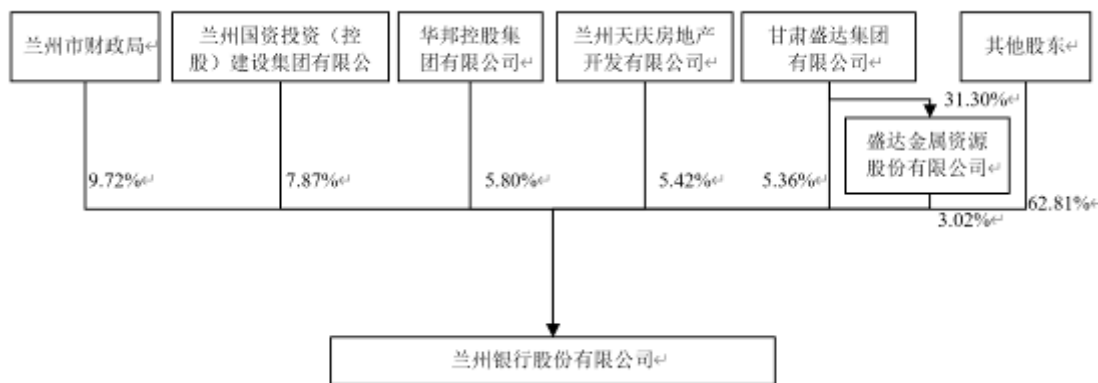 兰州市财政局↵
兰州国资投资（控
股）建设集团有限公
华邦控股集
团有限公司↵
兰州天庆房地产
开发有限公司↵
甘肃盛达集团
有限公司↵
其他股东↵
31.30%↵
盛达金属资源
股份有限公司↵
9.72%↵
7.87%↵
5.80%↵
5.42%↵
5.36%↵
62.81%↵
3.02%↵
兰州银行股份有限公司↵